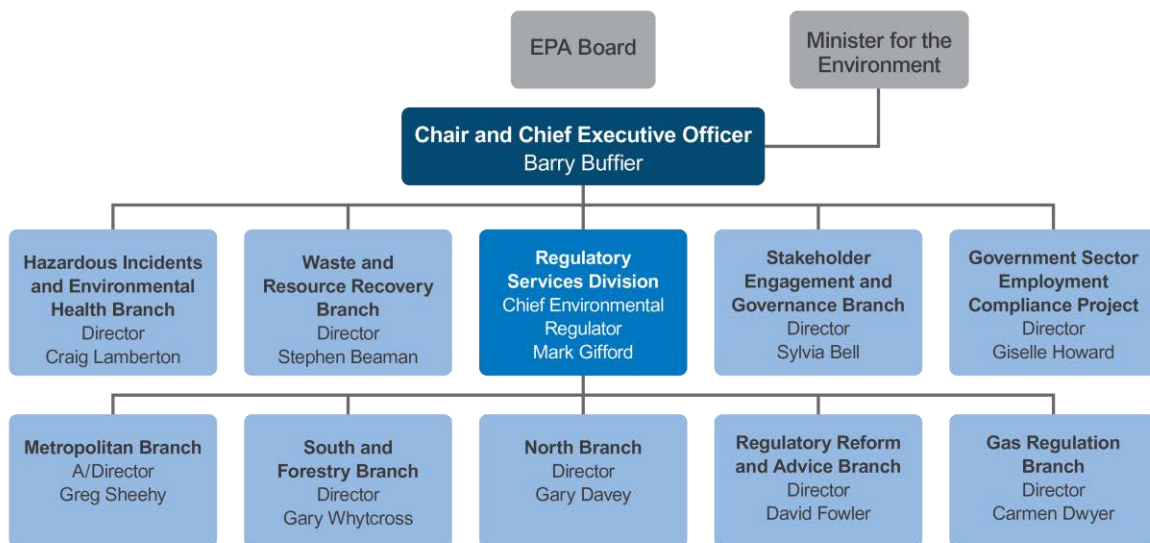 EPA Board
Minister for the
Environment
Chair and Chief Executive Officer
Barry Buffier
Hazardous Incidents
and Environmental
Health Branch
Director
Craig Lamberton
Waste and
Resource Recovery
Branch
Director
Stephen Beaman
Regulatory
Services Division
Chief Environmental
Regulator
Mark Gifford
Stakeholder
Engagement and
Governance Branch
Director
Sylvia Bell
Government Sector
Employment
Compliance Project
Director
Giselle Howard
Metropolitan Branch
A/Director
Greg Sheehy
South and
Forestry Branch
Director
Gary Whytcross
North Branch
Director
Gary Davey
Regulatory Reform
and Advice Branch
Director
David Fowler
Gas Regulation
Branch
Director
Carmen Dwyer